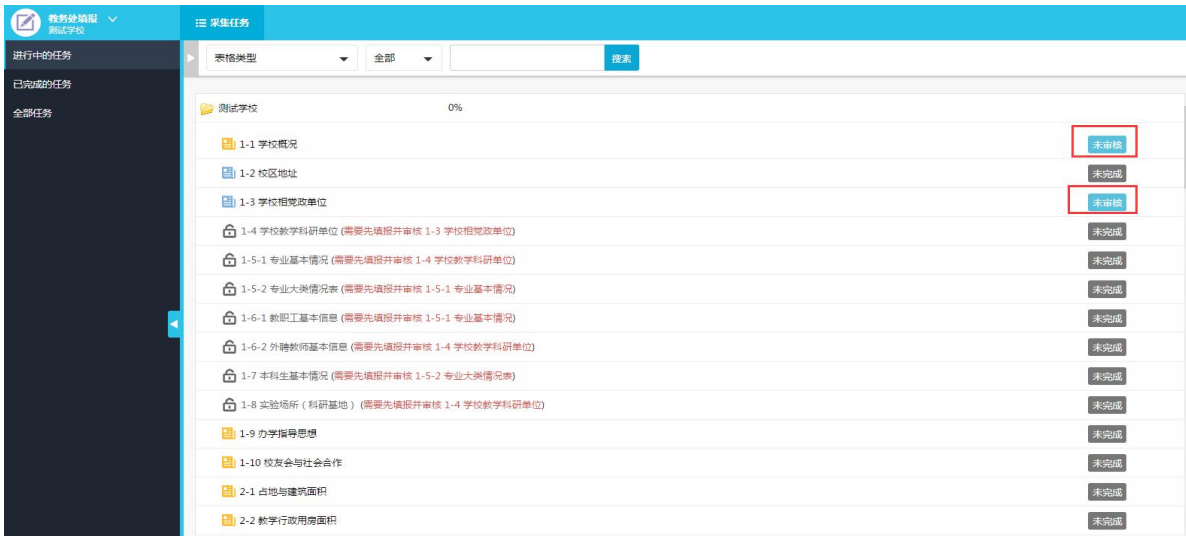 教务处填报
测试学校
采集任务
进行中的任务
已完成的任务
全部任务
表格类型 全部 搜索
测试学校 0%
1-1 学校概况 未审核
1-2 校区地址 未完成
1-3 学校相党政单位 未审核
1-4 学校教学科研单位 (需要先填报并审核 1-3 学校相党政单位) 未完成
1-5-1 专业基本情况 (需要先填报并审核 1-4 学校教学科研单位) 未完成
1-5-2 专业大类情况表 (需要先填报并审核 1-5-1 专业基本情况) 未完成
1-6-1 教职工基本信息 (需要先填报并审核 1-5-1 专业基本情况) 未完成
1-6-2 外聘教师基本信息 (需要先填报并审核 1-4 学校教学科研单位) 未完成
1-7 本科生基本情况 (需要先填报并审核 1-5-2 专业大类情况表) 未完成
1-8 实验场所（科研基地） (需要先填报并审核 1-4 学校教学科研单位) 未完成
1-9 办学指导思想 未完成
1-10 校友会与社会合作 未完成
2-1 占地与建筑面积 未完成
2-2 教学行政用房面积 未完成